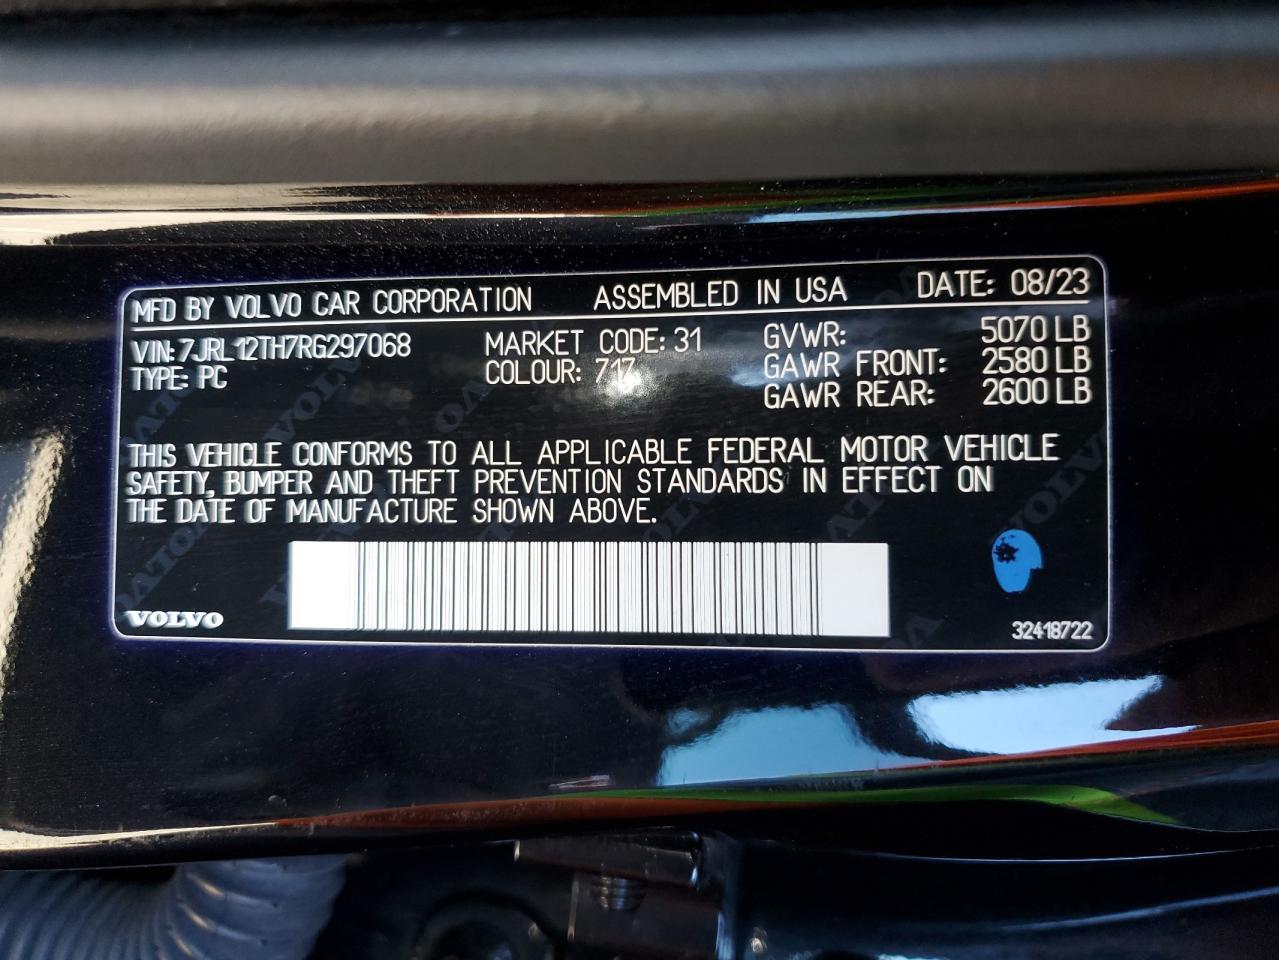 MFD BY VOLVO CAR CORPORATION ASSEMBLED IN USA DATE: 08/23
VIN: 7JRL12TH7RG297068 MARKET CODE: 31 GVWR: 5070 LB
TYPE: PC COLOUR: 717 GAWR FRONT: 2580 LB
GAWR REAR: 2600 LB
THIS VEHICLE CONFORMS TO ALL APPLICABLE FEDERAL MOTOR VEHICLE
SAFETY, BUMPER AND THEFT PREVENTION STANDARDS IN EFFECT ON
THE DATE OF MANUFACTURE SHOWN ABOVE.
VOLVO
32418722